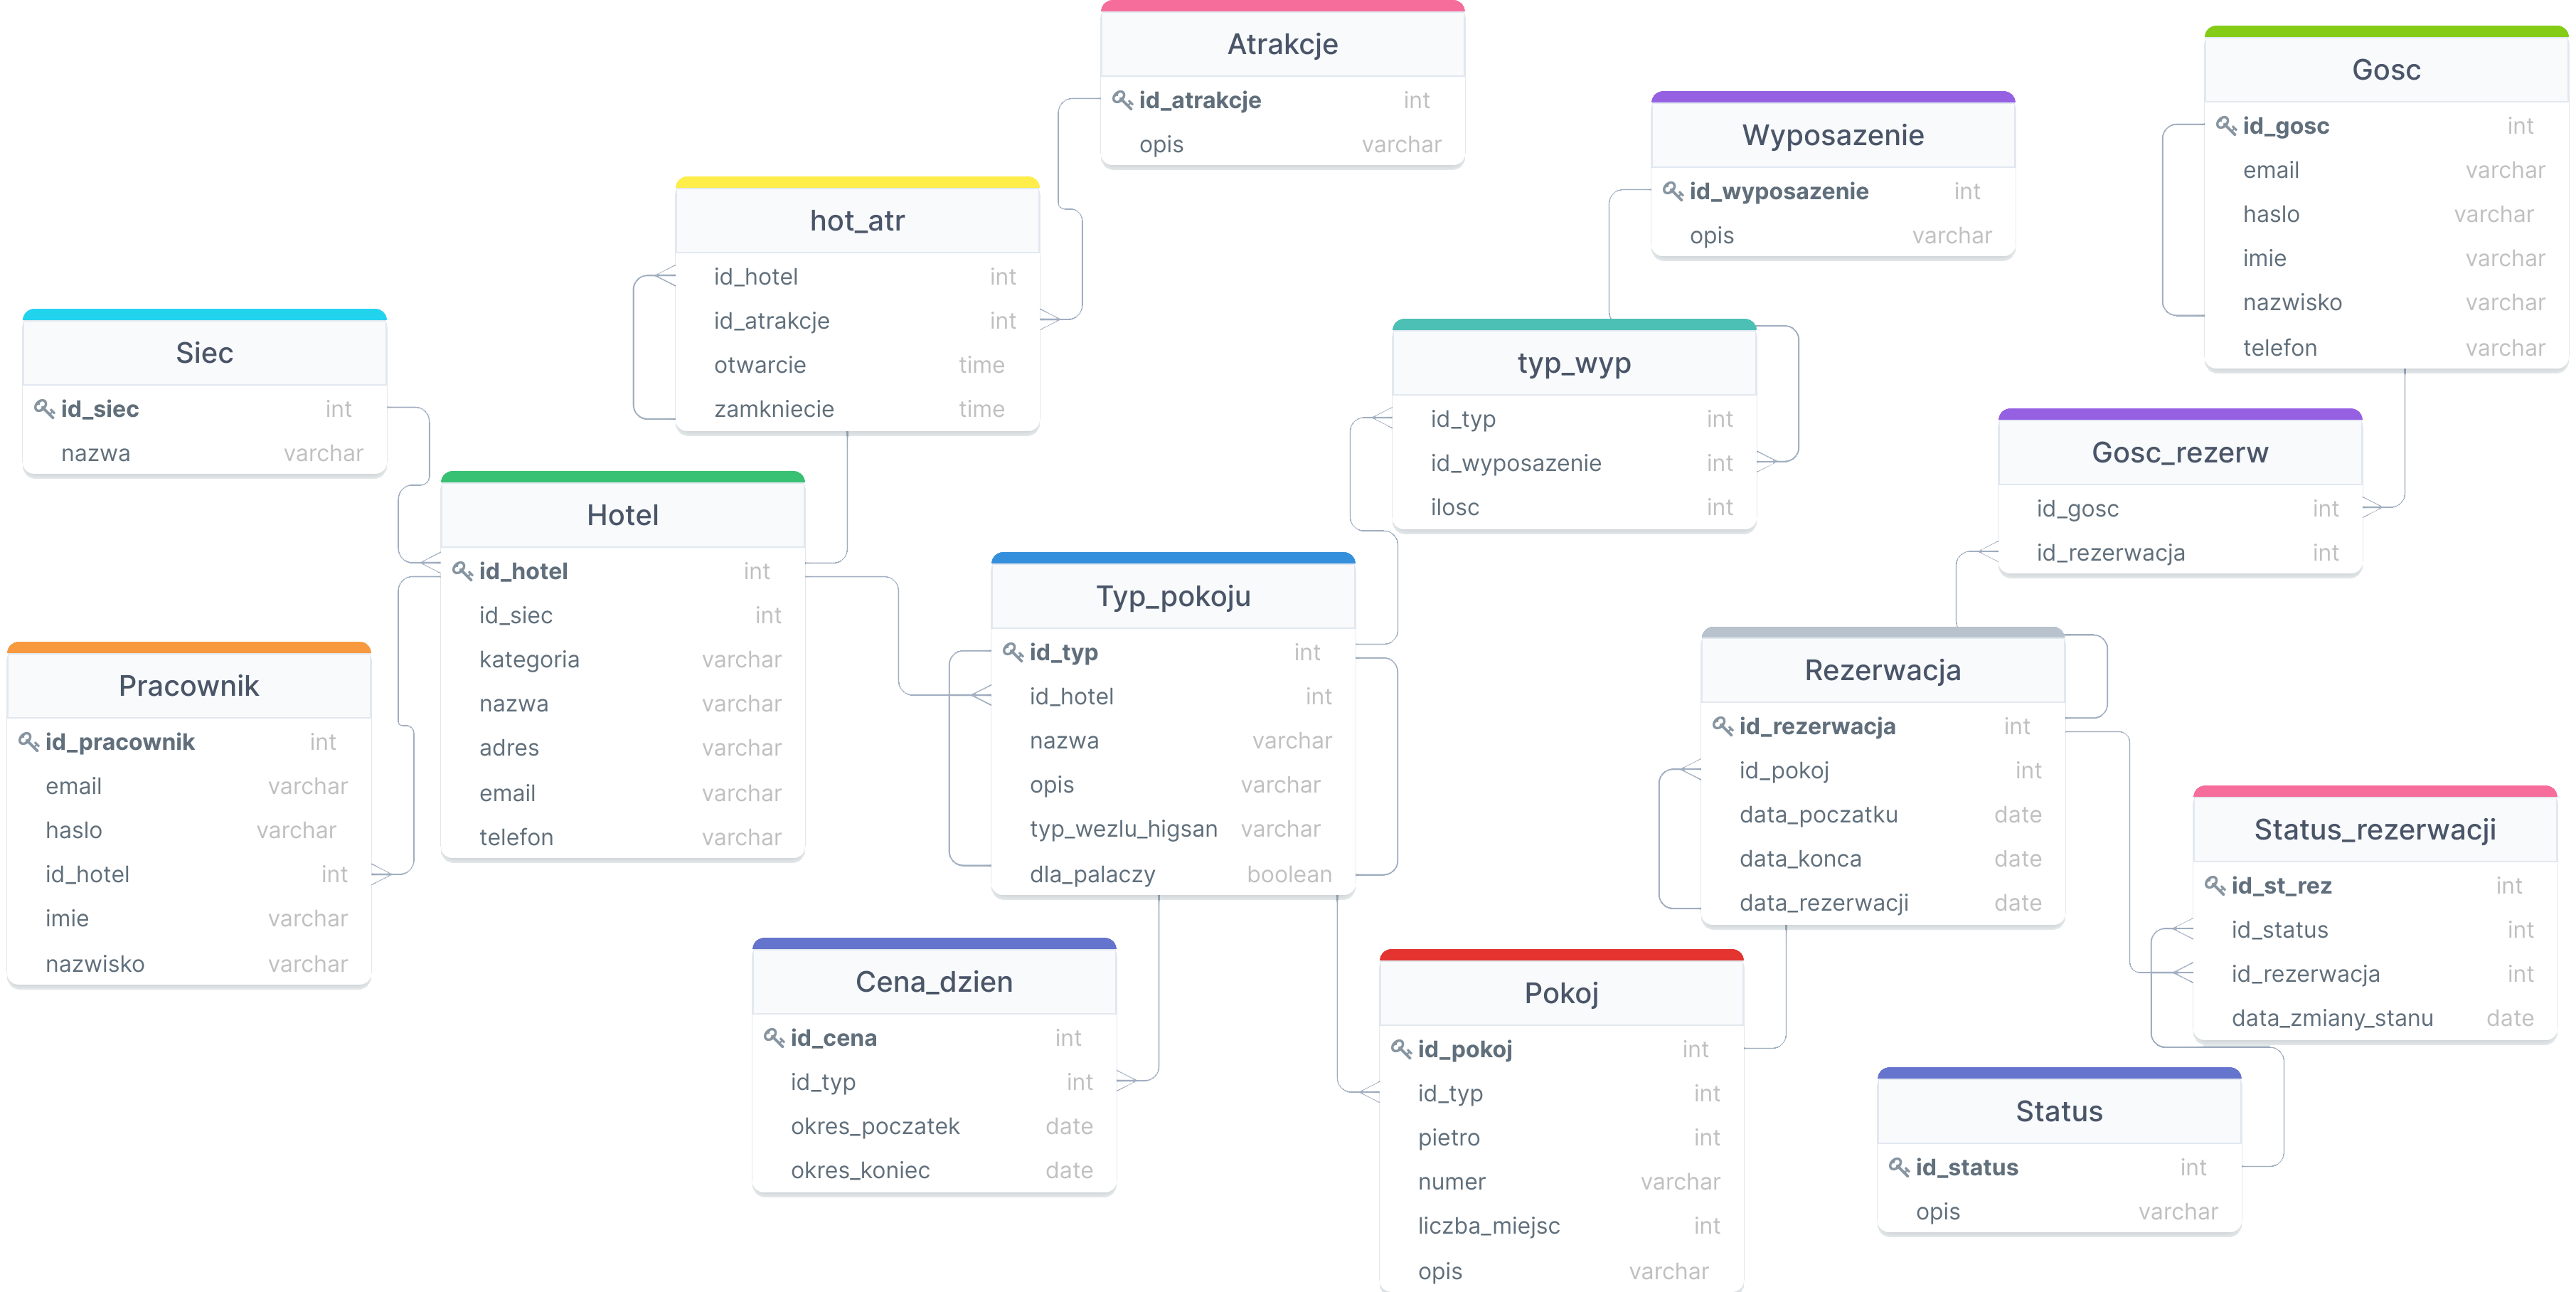 Atrakcje
id_atrakcje int
opis varchar
Gosc
id_gosc int
email varchar
haslo varchar
imie varchar
nazwisko varchar
telefon varchar
Wyposazenie
id_wyposazenie int
opis varchar
hot_atr
id_hotel int
id_atrakcje int
otwarcie time
zamkniecie time
Siec
id_siec int
nazwa varchar
typ_wyp
id_typ int
id_wyposazenie int
ilosc int
Gosc_rezerw
id_gosc int
id_rezerwacja int
Hotel
id_hotel int
id_siec int
kategoria varchar
nazwa varchar
adres varchar
email varchar
telefon varchar
Typ_pokoju
id_typ int
id_hotel int
nazwa varchar
opis varchar
typ_wezlu_higsan varchar
dla_palaczy boolean
Pracownik
id_pracownik int
email varchar
haslo varchar
id_hotel int
imie varchar
nazwisko varchar
Rezerwacja
id_rezerwacja int
id_pokoj int
data_poczatku date
data_konca date
data_rezerwacji date
Status_rezerwacji
id_st_rez int
id_status int
id_rezerwacja int
data_zmiany_stanu date
Cena_dzien
id_cena int
id_typ int
okres_poczatek date
okres_koniec date
Pokoj
id_pokoj int
id_typ int
pietro int
numer varchar
liczba_miejsc int
opis varchar
Status
id_status int
opis varchar